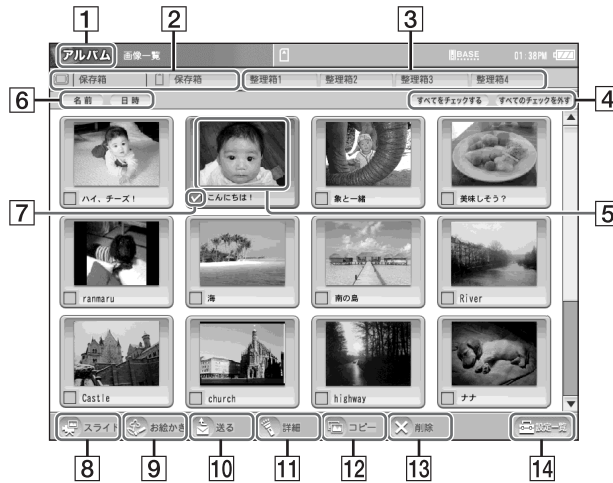 1 2 3
アルバム 画像一覧 BASE 01:38PM
保存箱 保存箱 整理箱1 整理箱2 整理箱3 整理箱4
6 名前 日時 すべてをチェックする すべてのチェックを外す 4
ハイ、チーズ! こんにちは! 象と一緒 美味しそう?
7 5
ranmaru 海 南の島 River
Castle church highway ナナ
スライド お絵かき 送る 詳細 コピー 削除 設定一覧
8 9 10 11 12 13 14